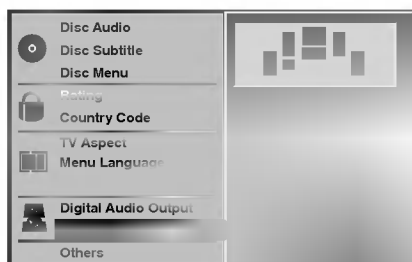 Disc Audio
Disc Subtitle
Disc Menu
Rating
Country Code
TV Aspect
Menu Language
Digital Audio Output
Others